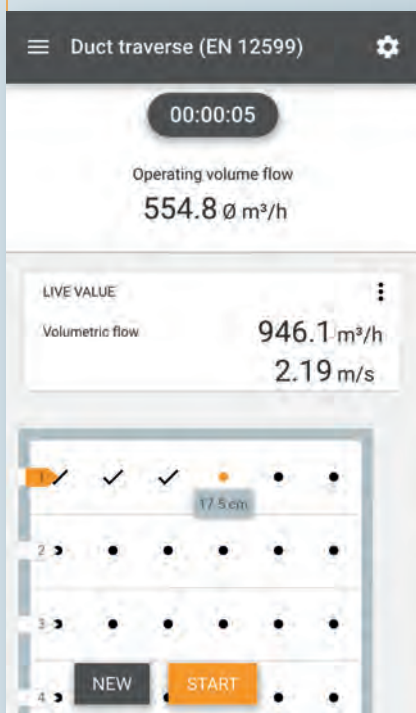 Duct traverse (EN 12599)
00:00:05
Operating volume flow
554.8 Ø m³/h
LIVE VALUE
Volumetric flow 946.1 m³/h
2.19 m/s
1
17.5 cm
2
3
4
NEW START